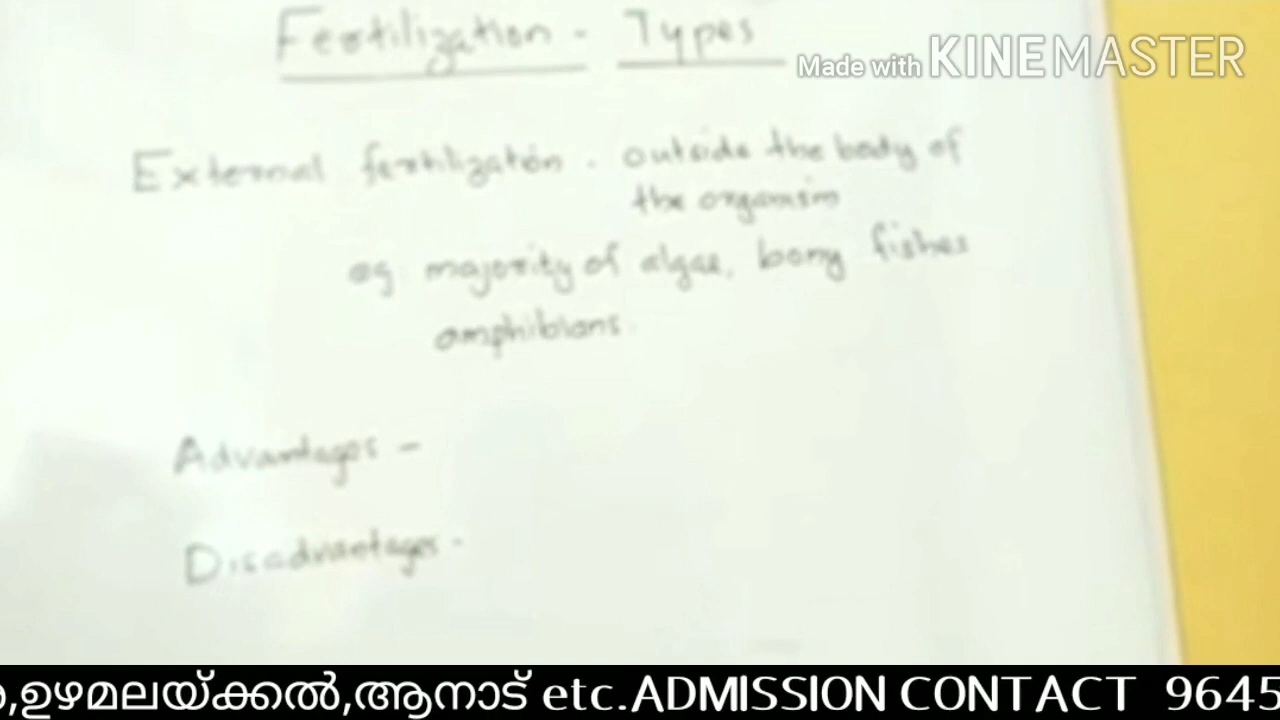 Fertilization - Types
Made with KINEMASTER
External fertilization - outside the body of
the organism
eg majority of algae, bony fishes
amphibians.
Advantages -
Disadvantages -
,ഉഴമലയ്ക്കൽ,ആനാട് etc.ADMISSION CONTACT 9645